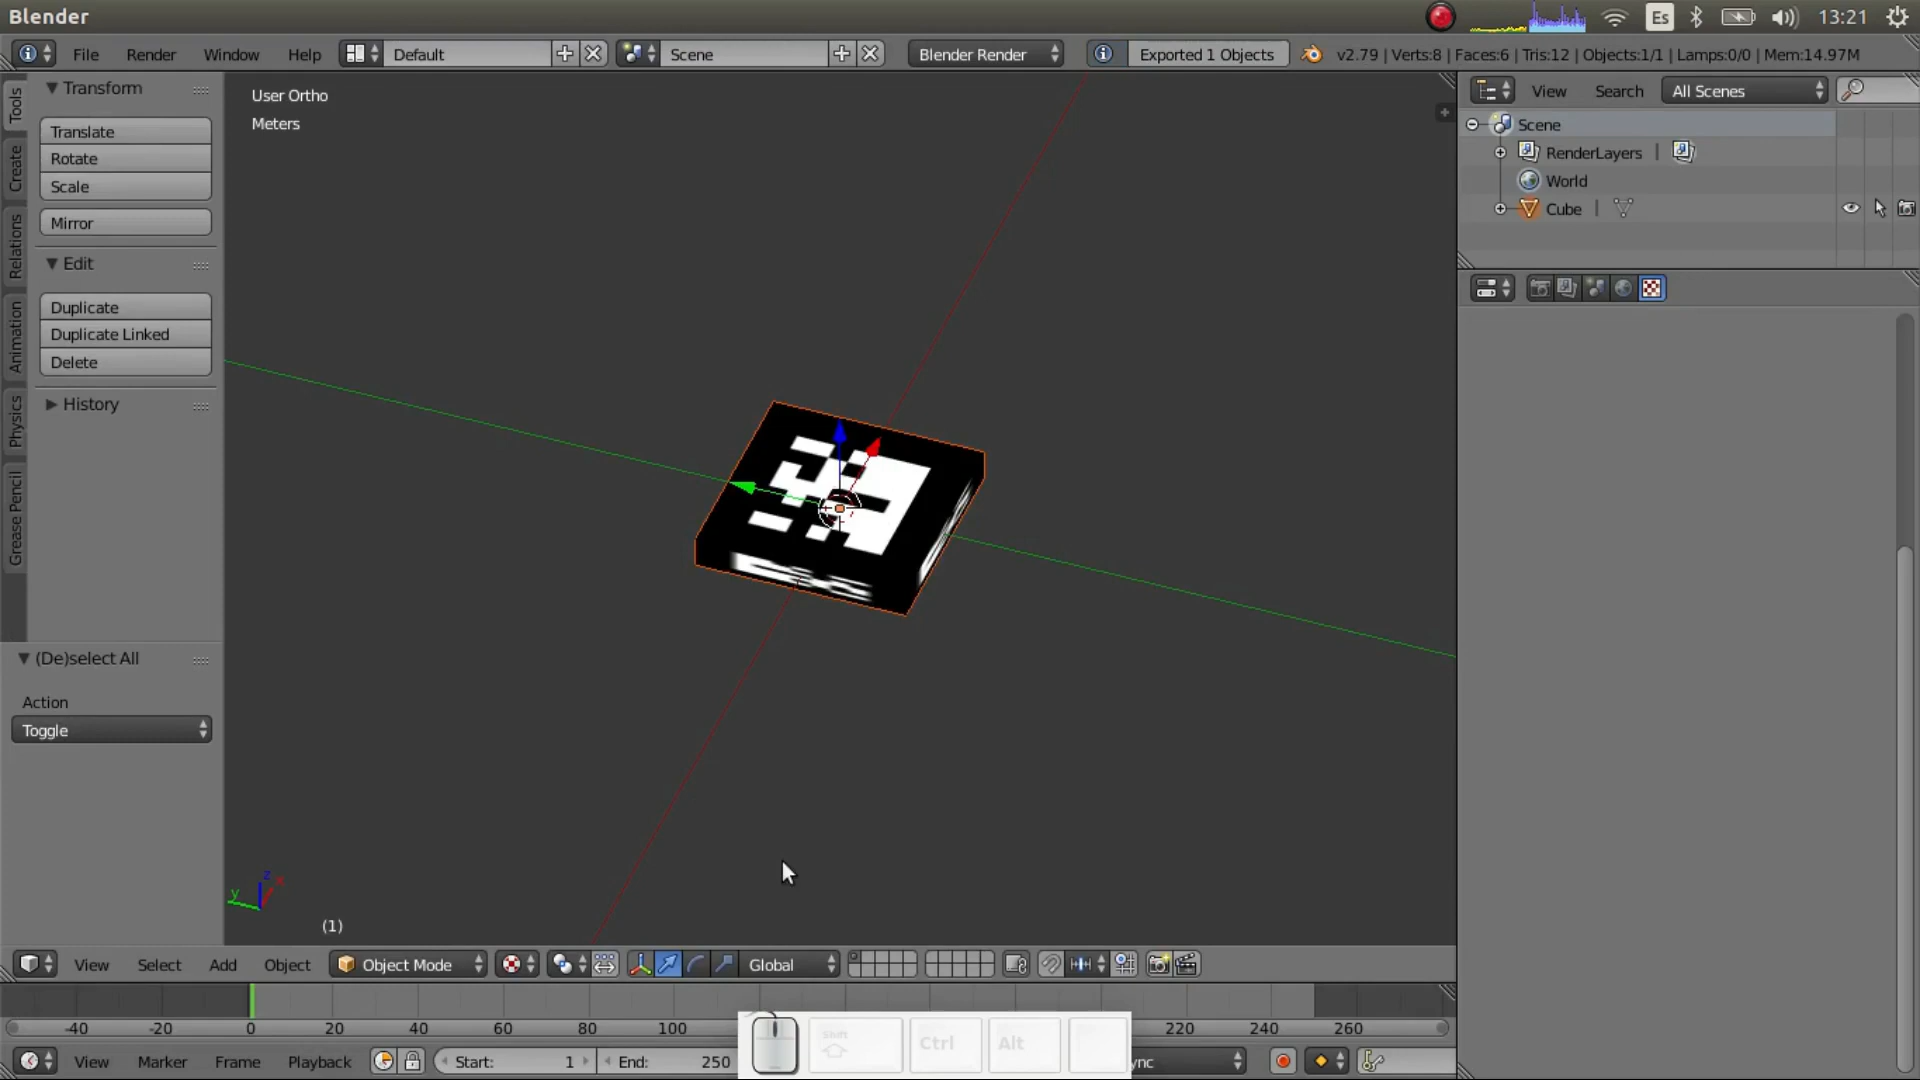 Blender
Es
13:21
File
Render
Window
Help
Default
Scene
Blender Render
Exported 1 Objects
v2.79 | Verts:8 | Faces:6 | Tris:12 | Objects:1/1 | Lamps:0/0 | Mem:14.97M
Tools
Create
Relations
Animation
Physics
Grease Pencil
Transform
Translate
Rotate
Scale
Mirror
Edit
Duplicate
Duplicate Linked
Delete
History
(De)select All
Action
Toggle
User Ortho
Meters
z
x
y
(1)
View
Search
All Scenes
Scene
RenderLayers |
World
Cube |
View
Select
Add
Object
Object Mode
Global
-40
-20
0
20
40
60
80
100
220
240
260
View
Marker
Frame
Playback
Start: 1
End: 250
Shift
Ctrl
Alt
ync